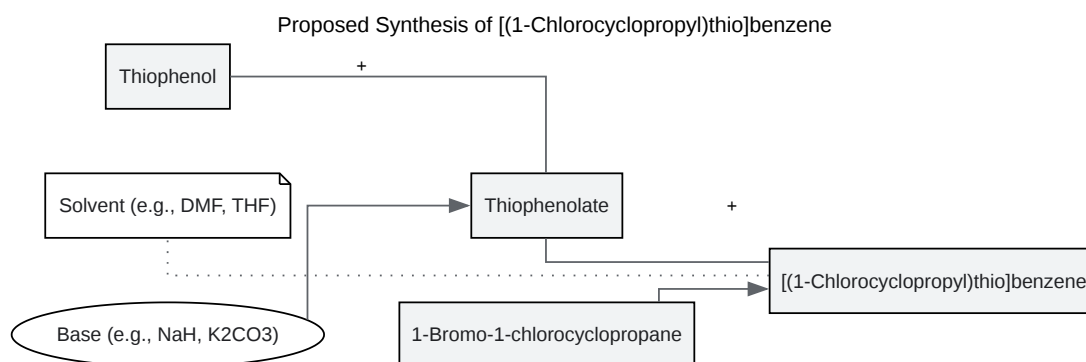 Proposed Synthesis of [(1-Chlorocyclopropyl)thio]benzene
Thiophenol
+
Solvent (e.g., DMF, THF)
Thiophenolate
+
[(1-Chlorocyclopropyl)thio]benzene
Base (e.g., NaH, K2CO3)
1-Bromo-1-chlorocyclopropane